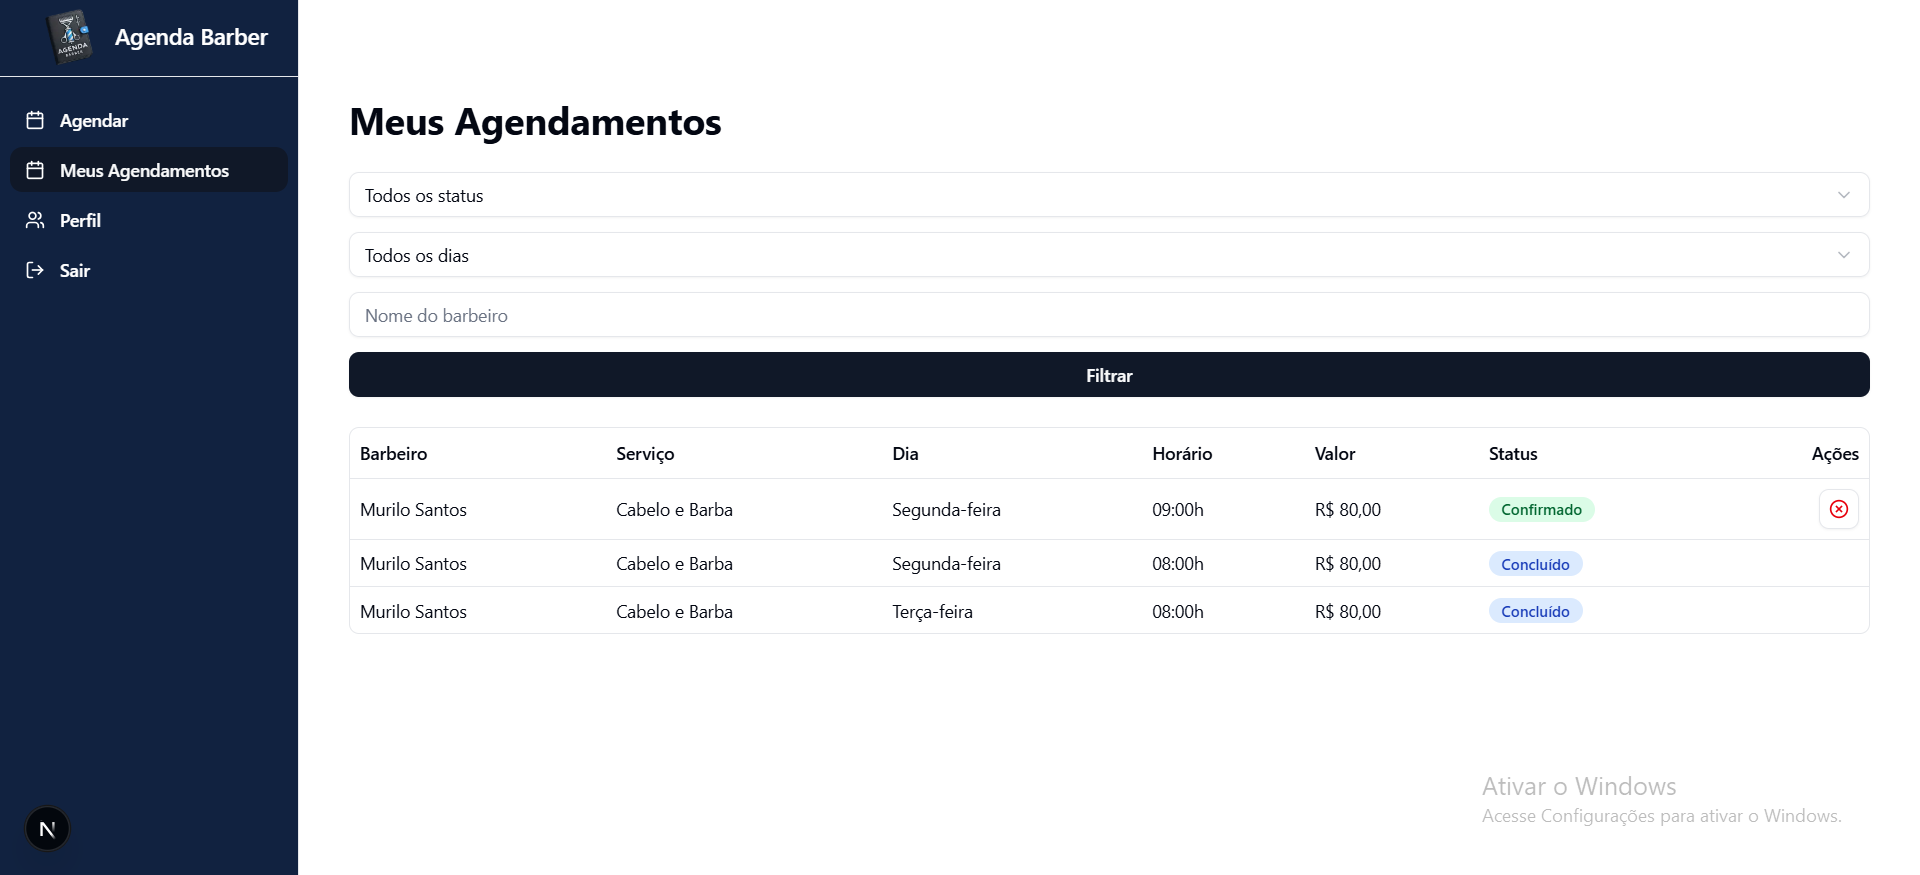 AGENDA
BARBER
Agenda Barber
Agendar
Meus Agendamentos
Perfil
Sair
N
Meus Agendamentos
Todos os status
Todos os dias
Nome do barbeiro
Filtrar
Barbeiro Serviço Dia Horário Valor Status Ações
Murilo Santos Cabelo e Barba Segunda-feira 09:00h R$ 80,00 Confirmado
Murilo Santos Cabelo e Barba Segunda-feira 08:00h R$ 80,00 Concluído
Murilo Santos Cabelo e Barba Terça-feira 08:00h R$ 80,00 Concluído
Ativar o Windows
Acesse Configurações para ativar o Windows.